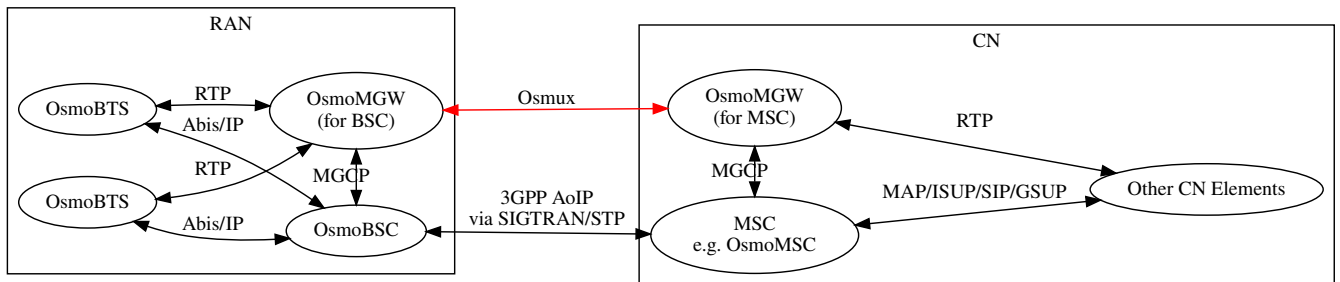 RAN
OsmoBTS
RTP
OsmoMGW
(for BSC)
Abis/IP
RTP
MGCP
OsmoBTS
Abis/IP
OsmoBSC
Osmux
3GPP AoIP
via SIGTRAN/STP
CN
OsmoMGW
(for MSC)
RTP
MGCP
MAP/ISUP/SIP/GSUP
Other CN Elements
MSC
e.g. OsmoMSC